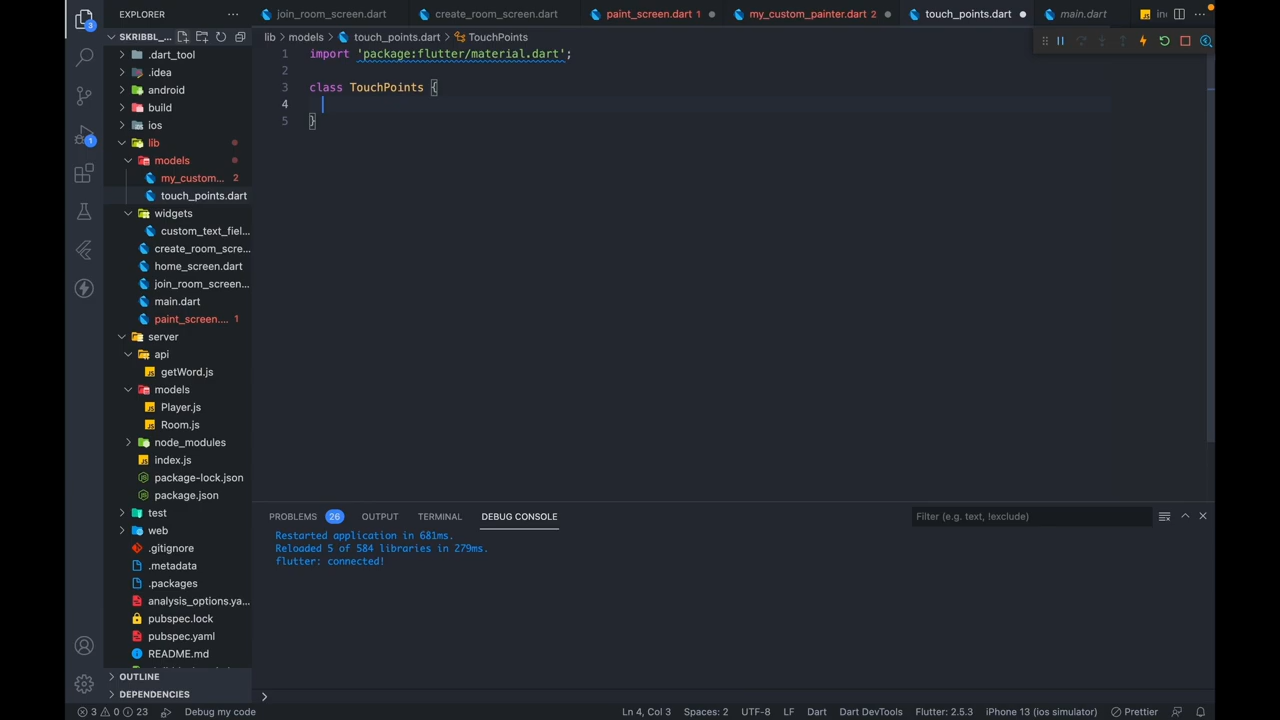 EXPLORER
join_room_screen.dart
create_room_screen.dart
paint_screen.dart 1
my_custom_painter.dart 2
touch_points.dart
main.dart
in
SKRIBBL_...
lib > models > touch_points.dart > TouchPoints
1 import 'package:flutter/material.dart';
2
3 class TouchPoints {
4
5 }
.dart_tool
.idea
android
build
ios
lib
models
my_custom... 2
touch_points.dart
widgets
custom_text_fiel...
create_room_scre...
home_screen.dart
join_room_screen...
main.dart
paint_screen.... 1
server
api
getWord.js
models
Player.js
Room.js
node_modules
index.js
package-lock.json
package.json
test
web
.gitignore
.metadata
.packages
analysis_options.ya...
pubspec.lock
pubspec.yaml
README.md
OUTLINE
DEPENDENCIES
3
1
PROBLEMS 26 OUTPUT TERMINAL DEBUG CONSOLE
Filter (e.g. text, !exclude)
Restarted application in 681ms.
Reloaded 5 of 584 libraries in 279ms.
flutter: connected!
3 0 23 Debug my code
Ln 4, Col 3 Spaces: 2 UTF-8 LF Dart Dart DevTools Flutter: 2.5.3 iPhone 13 (ios simulator) Prettier